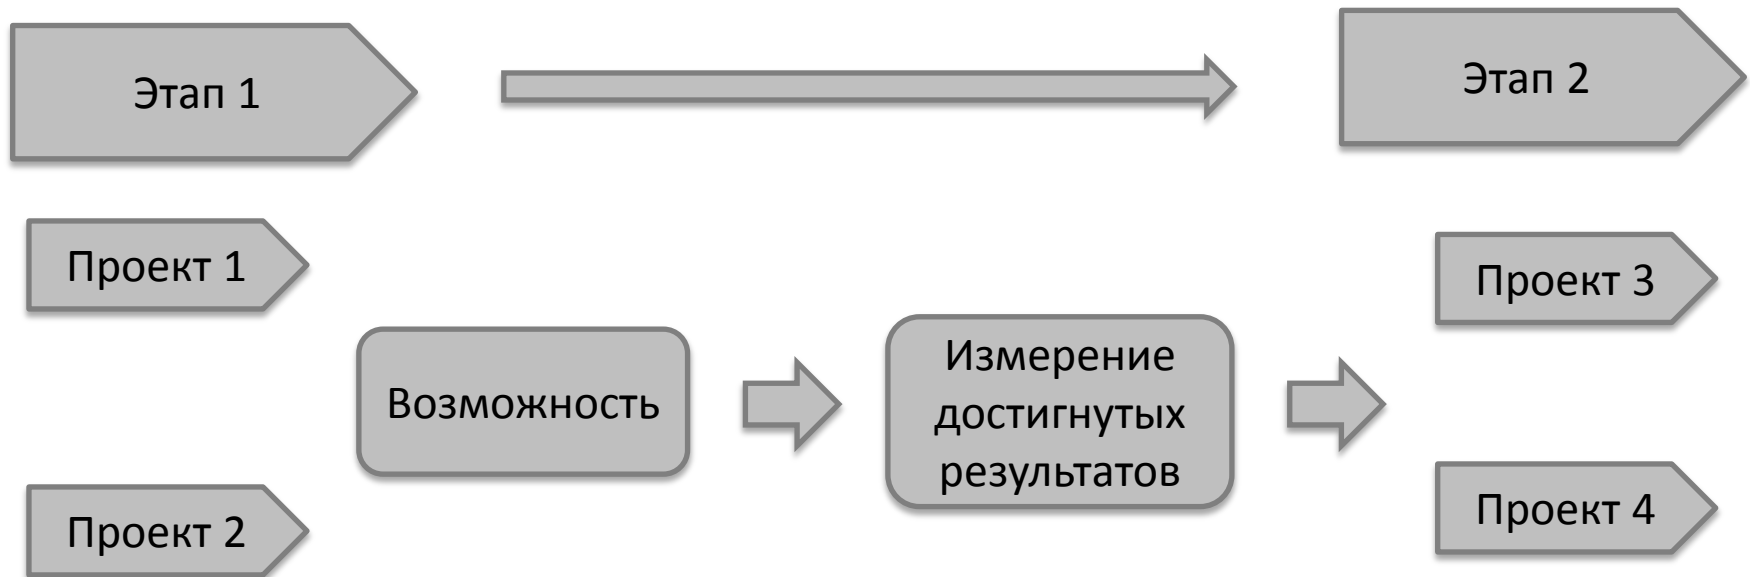 Этап 1
Этап 2
Проект 1
Проект 3
Возможность
Измерение
достигнутых
результатов
Проект 2
Проект 4